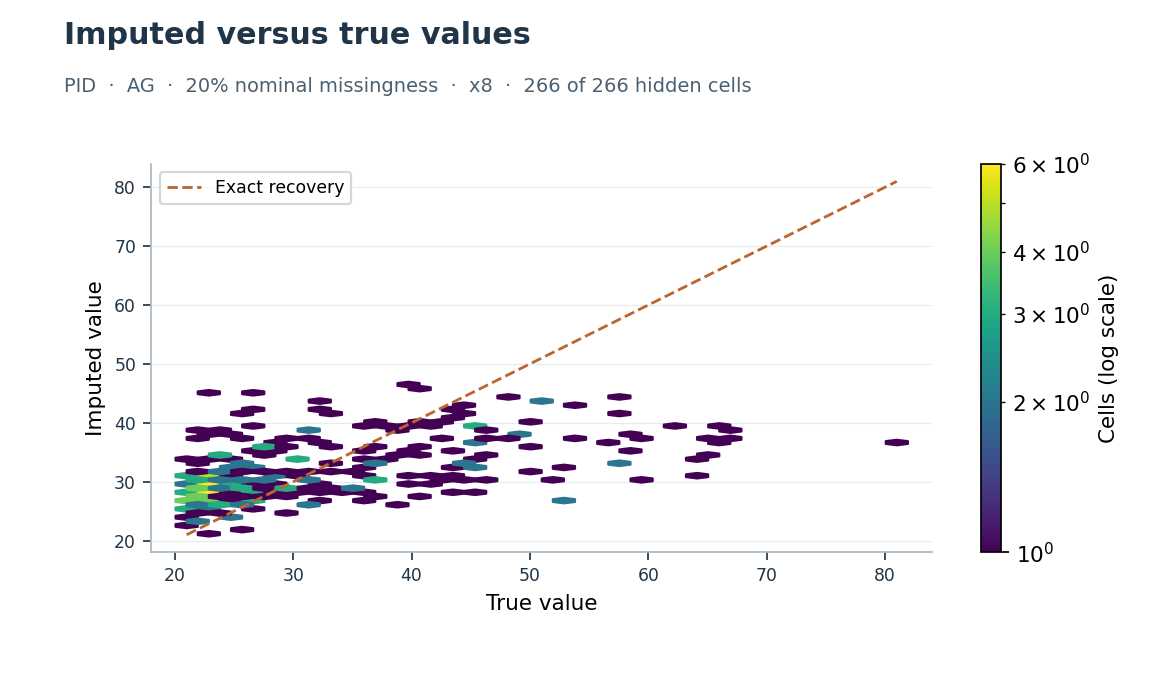 Imputed versus true values
PID · AG · 20% nominal missingness · x8 · 266 of 266 hidden cells
Exact recovery
80
70
60
50
40
30
20
Imputed value
20 30 40 50 60 70 80
True value
6 × 10⁰
4 × 10⁰
3 × 10⁰
2 × 10⁰
10⁰
Cells (log scale)